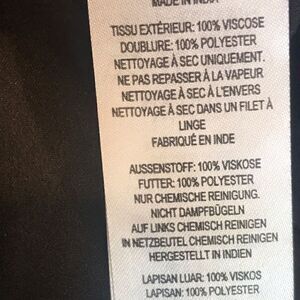 MADE IN INDIA
TISSU EXTÉRIEUR: 100% VISCOSE
DOUBLURE: 100% POLYESTER
NETTOYAGE À SEC UNIQUEMENT.
NE PAS REPASSER À LA VAPEUR
NETTOYAGE À SEC À L'ENVERS
NETTOYAGE À SEC DANS UN FILET À
LINGE
FABRIQUÉ EN INDE
AUSSENSTOFF: 100% VISKOSE
FUTTER: 100% POLYESTER
NUR CHEMISCHE REINIGUNG.
NICHT DAMPFBÜGELN
AUF LINKS CHEMISCH REINIGEN
IN NETZBEUTEL CHEMISCH REINIGEN
HERGESTELLT IN INDIEN
LAPISAN LUAR: 100% VISKOS
LAPISAN: 100% POLYESTER